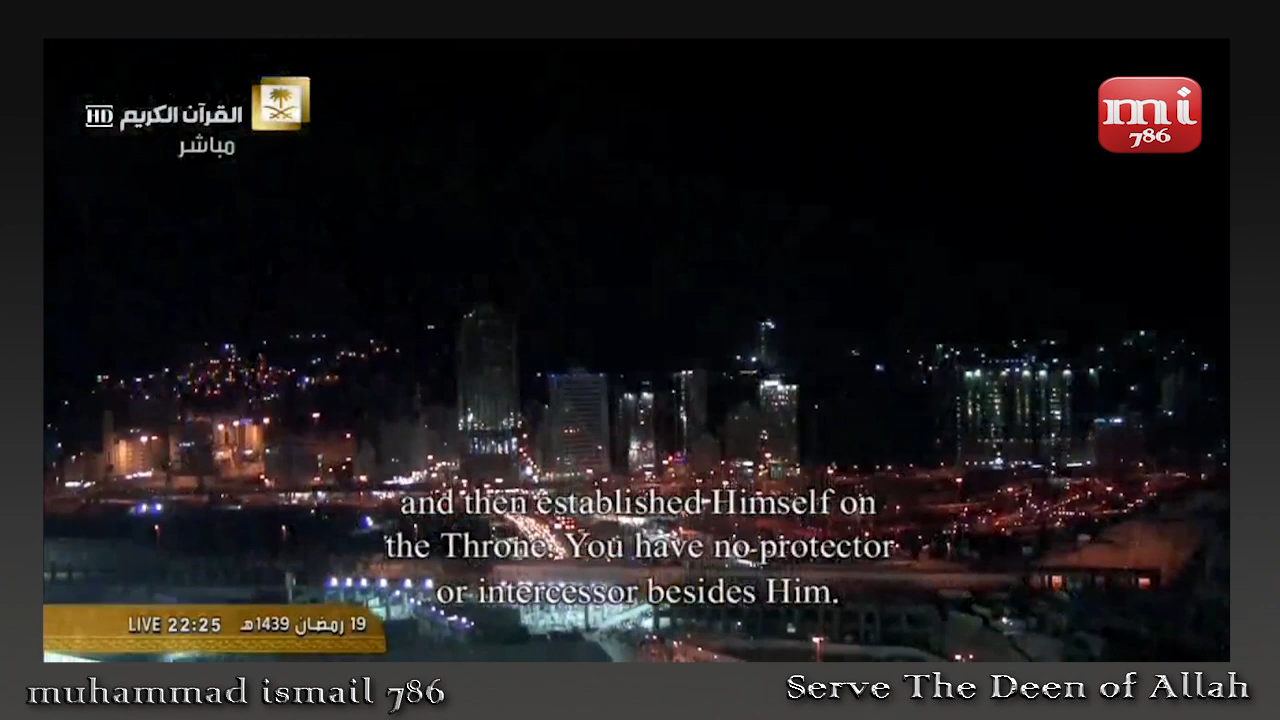 القرآن الكريم HD
مباشر
mi
786
and then established Himself on
the Throne. You have no protector
or intercessor besides Him.
LIVE 22:25 19 رمضان 1439هـ
muhammad ismail 786
Serve The Deen of Allah